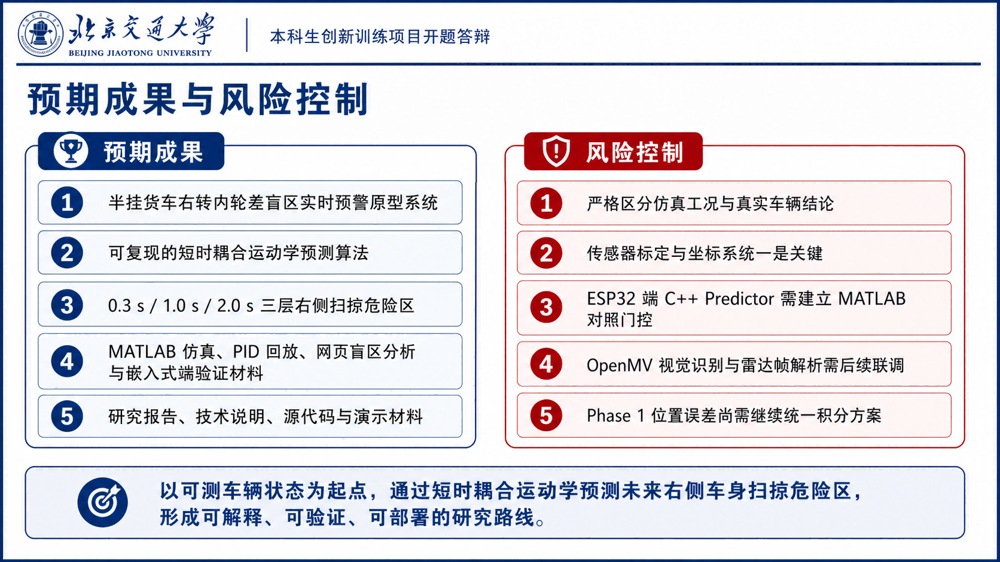 北京交通大学
BEIJING JIAOTONG UNIVERSITY
本科生创新训练项目开题答辩
预期成果与风险控制
预期成果
1 半挂货车右转内轮差盲区实时预警原型系统
2 可复现的短时耦合运动学预测算法
3 0.3 s / 1.0 s / 2.0 s 三层右侧扫掠危险区
4 MATLAB 仿真、PID 回放、网页盲区分析
与嵌入式端验证材料
5 研究报告、技术说明、源代码与演示材料
风险控制
1 严格区分仿真工况与真实车辆结论
2 传感器标定与坐标系统一是关键
3 ESP32 端 C++ Predictor 需建立 MATLAB
对照门控
4 OpenMV 视觉识别与雷达帧解析需后续联调
5 Phase 1 位置误差尚需继续统一积分方案
以可测车辆状态为起点，通过短时耦合运动学预测未来右侧车身扫掠危险区，
形成可解释、可验证、可部署的研究路线。